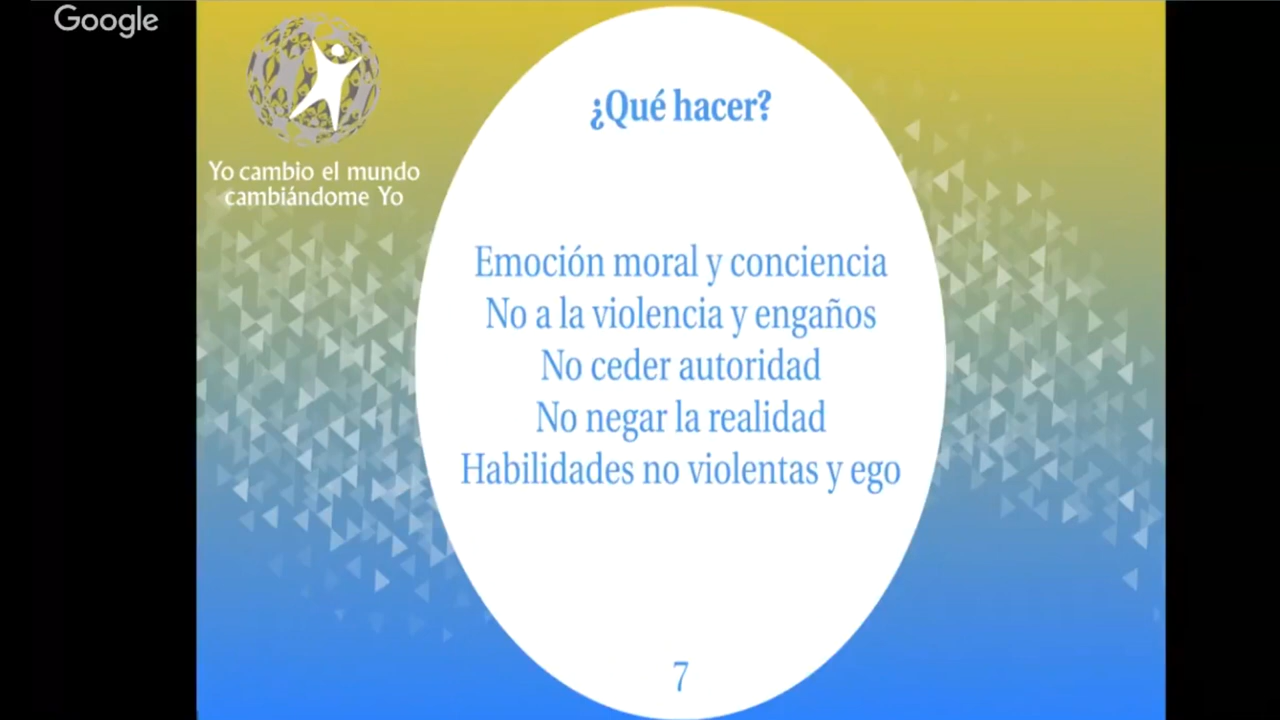 Google
Yo cambio el mundo
cambiándome Yo
¿Qué hacer?
Emoción moral y conciencia
No a la violencia y engaños
No ceder autoridad
No negar la realidad
Habilidades no violentas y ego
7